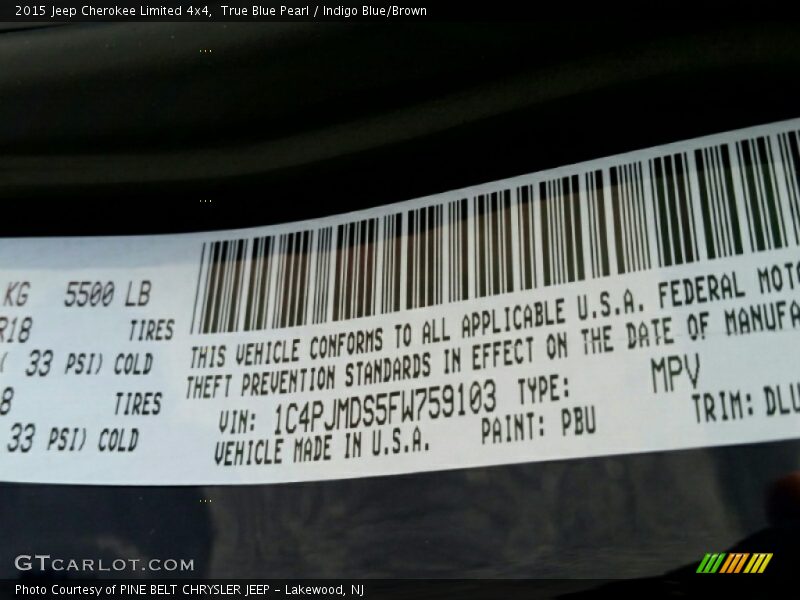 2015 Jeep Cherokee Limited 4x4,  True Blue Pearl / Indigo Blue/Brown
KG 5500 LB
R18 TIRES
( 33 PSI) COLD
8 TIRES
33 PSI) COLD
THIS VEHICLE CONFORMS TO ALL APPLICABLE U.S.A. FEDERAL MOTO
THEFT PREVENTION STANDARDS IN EFFECT ON THE DATE OF MANUFA
VIN: 1C4PJMDS5FW759103 TYPE: MPV
VEHICLE MADE IN U.S.A. PAINT: PBU TRIM: DLU
GTCARLOT.COM
Photo Courtesy of PINE BELT CHRYSLER JEEP - Lakewood, NJ